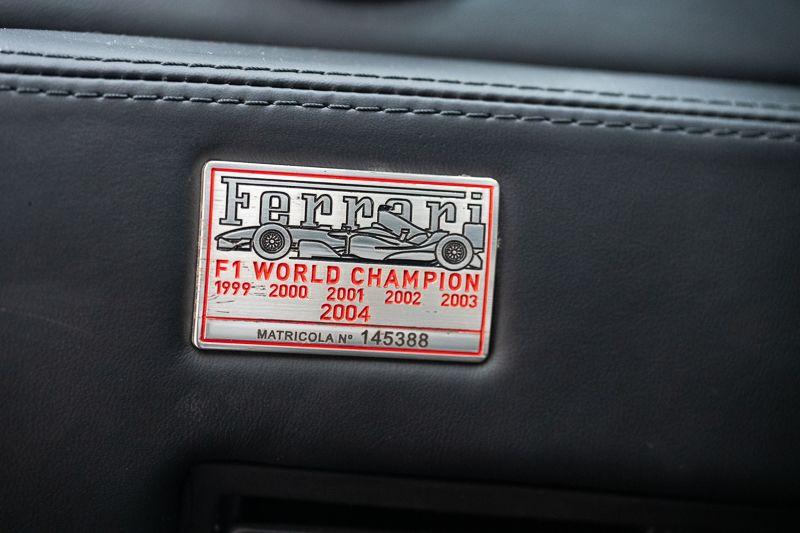 Ferrari
F1 WORLD CHAMPION
1999 2000 2001 2002 2003
2004
MATRICOLA Nº 145388